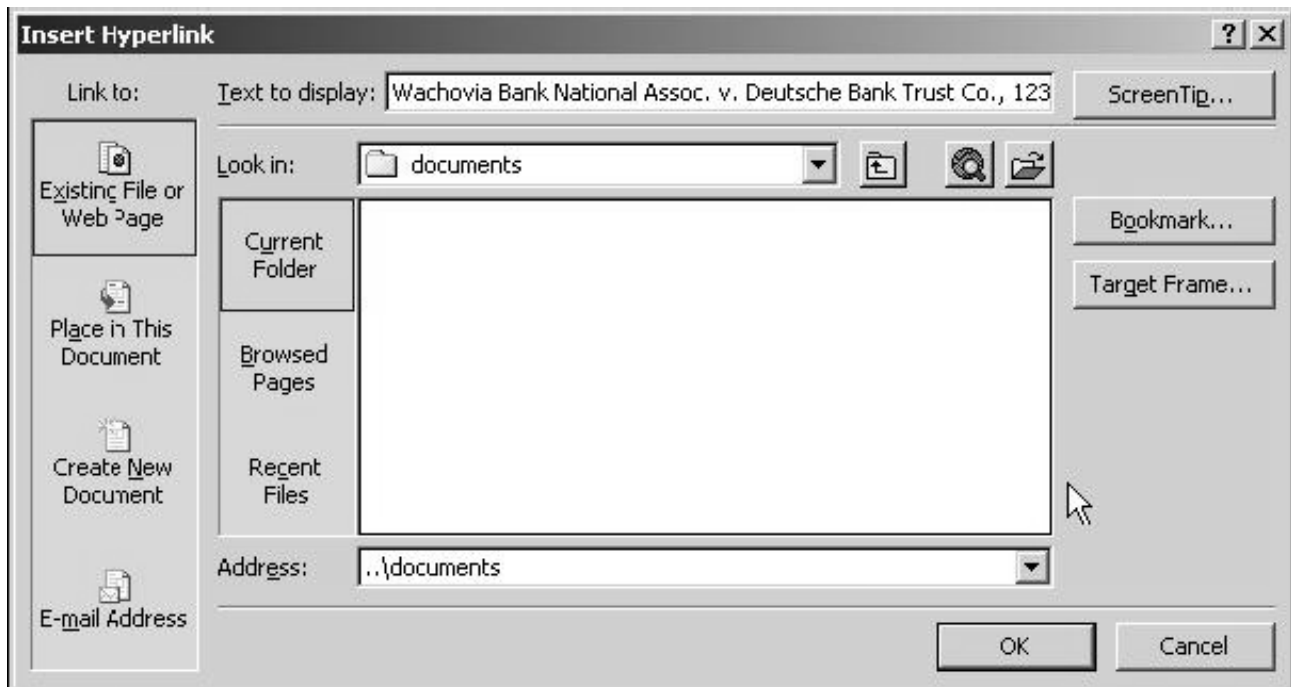 Insert Hyperlink
Link to:
Text to display:
Wachovia Bank National Assoc. v. Deutsche Bank Trust Co., 123
ScreenTip...
Existing File or
Web Page
Look in:
documents
Current
Folder
Bookmark...
Target Frame...
Place in This
Document
Browsed
Pages
Create New
Document
Recent
Files
E-mail Address
Address:
..\documents
OK
Cancel